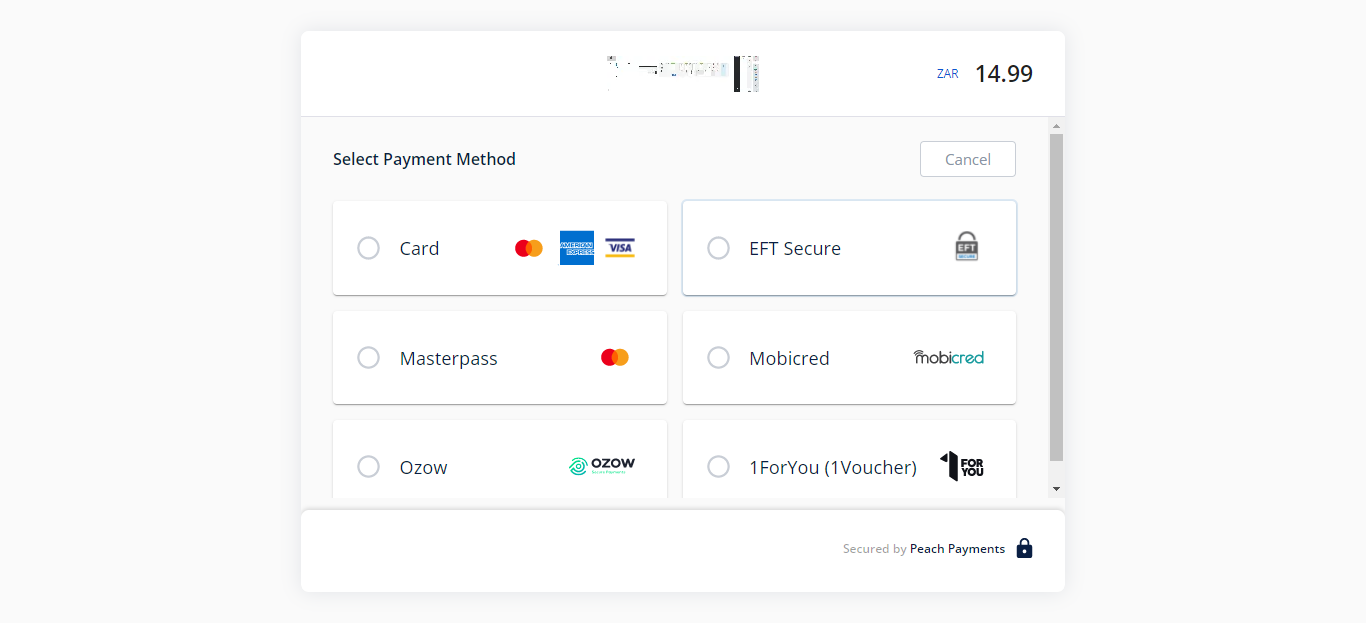 ZAR 14.99
Select Payment Method
Cancel
Card
AMERICAN EXPRESS
VISA
EFT Secure
EFT
SECURE
Masterpass
Mobicred
mobicred
Ozow
OZOW
1ForYou (1Voucher)
1 FOR YOU
Secured by Peach Payments